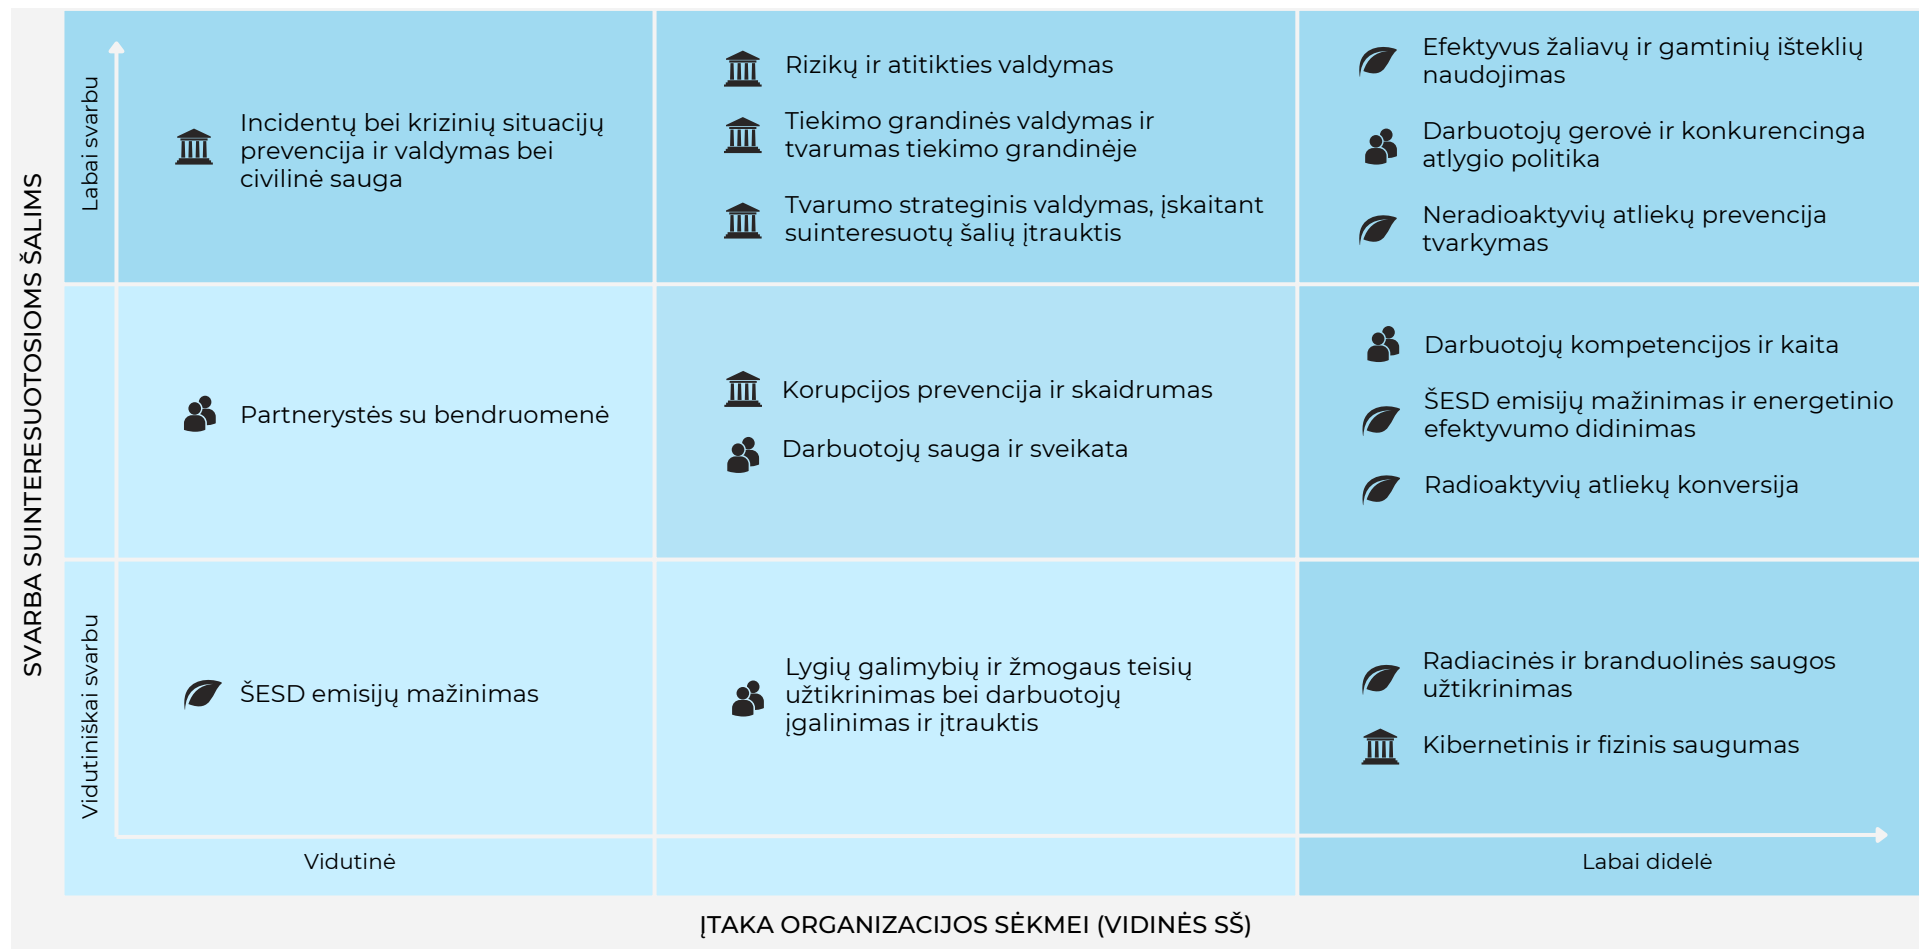 SVARBA SUINTERESUOTOSIOMS ŠALIMS
Labai svarbu
Incidentų bei krizinių situacijų
prevencija ir valdymas bei
civilinė sauga
Rizikų ir atitikties valdymas
Tiekimo grandinės valdymas ir
tvarumas tiekimo grandinėje
Tvarumo strateginis valdymas, įskaitant
suinteresuotų šalių įtrauktis
Efektyvus žaliavų ir gamtinių išteklių
naudojimas
Darbuotojų gerovė ir konkurencinga
atlygio politika
Neradioaktyvių atliekų prevencija
tvarkymas
Partnerystės su bendruomenė
Korupcijos prevencija ir skaidrumas
Darbuotojų sauga ir sveikata
Darbuotojų kompetencijos ir kaita
ŠESD emisijų mažinimas ir energetinio
efektyvumo didinimas
Radioaktyvių atliekų konversija
Vidutiniškai svarbu
ŠESD emisijų mažinimas
Lygių galimybių ir žmogaus teisių
užtikrinimas bei darbuotojų
įgalinimas ir įtrauktis
Radiacinės ir branduolinės saugos
užtikrinimas
Kibernetinis ir fizinis saugumas
Vidutinė
Labai didelė
ĮTAKA ORGANIZACIJOS SĖKMEI (VIDINĖS SŠ)